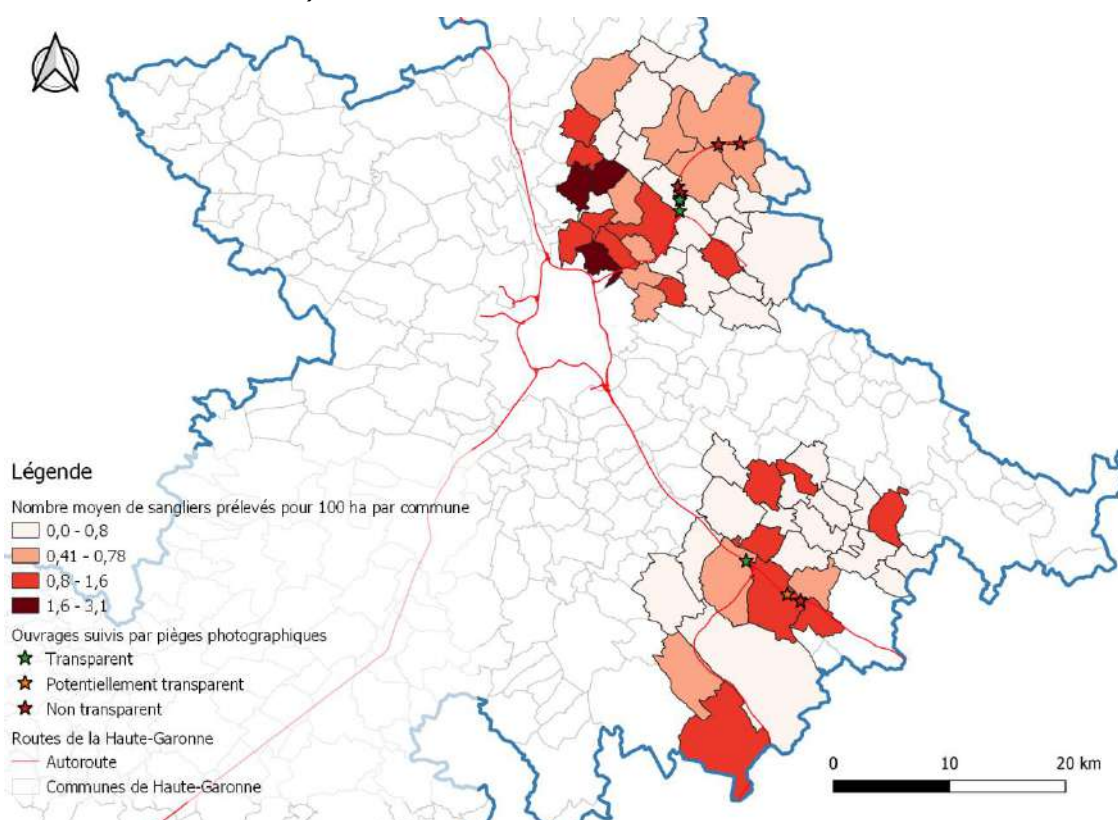 Légende
Nombre moyen de sangliers prélevés pour 100 ha par commune
0,0 - 0,8
0,41 - 0,78
0,8 - 1,6
1,6 - 3,1
Ouvrages suivis par pièges photographiques
Transparent
Potentiellement transparent
Non transparent
Routes de la Haute-Garonne
Autoroute
Communes de Haute-Garonne
0 10 20 km